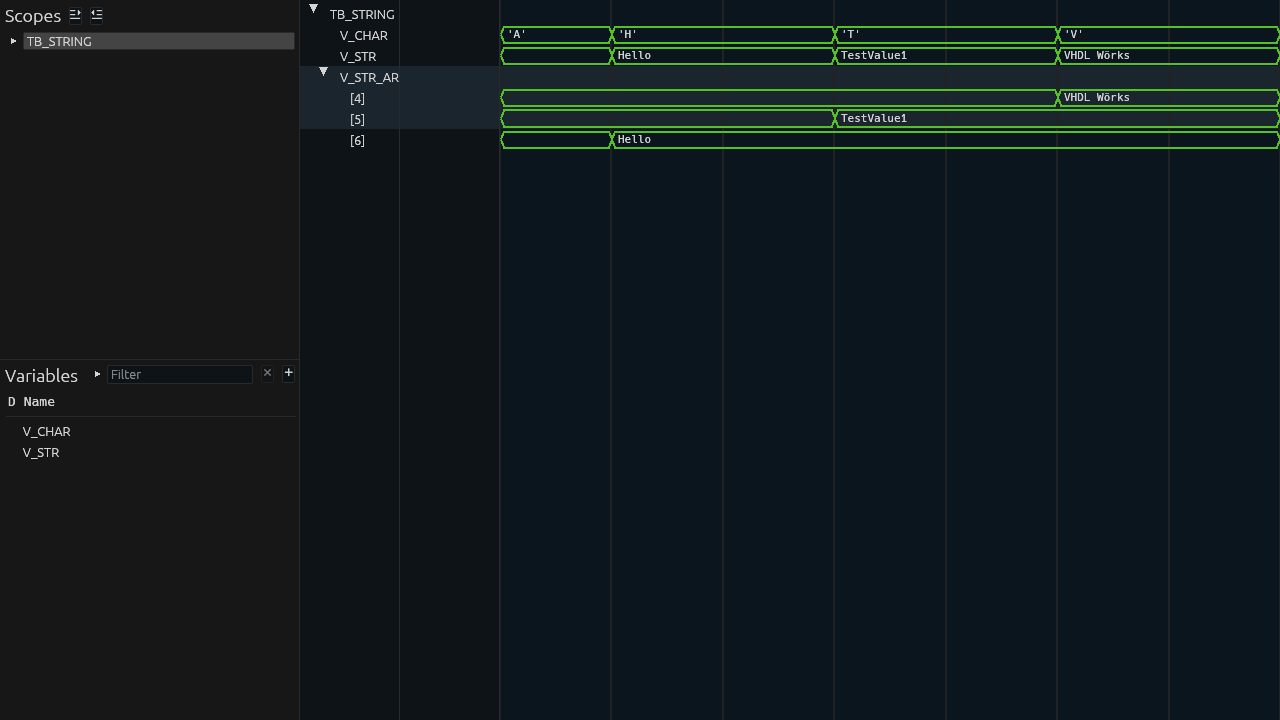 Scopes
TB_STRING
Variables Filter × +
D Name
V_CHAR
V_STR
TB_STRING
V_CHAR 'A' 'H' 'T' 'V'
V_STR Hello TestValue1 VHDL Wörks
V_STR_AR
[4] VHDL Wörks
[5] TestValue1
[6] Hello